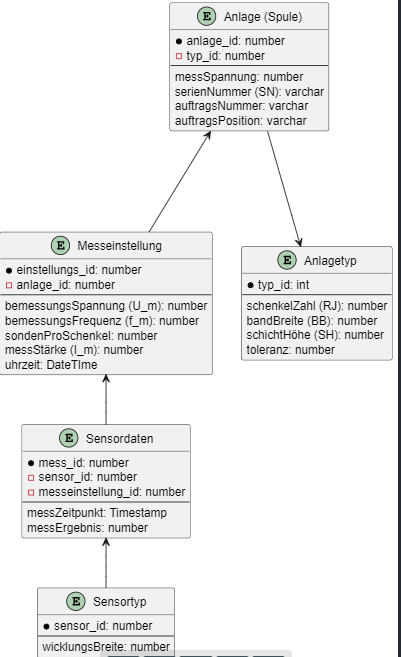 E Anlage (Spule)
anlage_id: number
typ_id: number
messSpannung: number
serienNummer (SN): varchar
auftragsNummer: varchar
auftragsPosition: varchar
E Messeinstellung
einstellungs_id: number
anlage_id: number
bemessungsSpannung (U_m): number
bemessungsFrequenz (f_m): number
sondenProSchenkel: number
messStärke (I_m): number
uhrzeit: DateTIme
E Anlagetyp
typ_id: int
schenkelZahl (RJ): number
bandBreite (BB): number
schichtHöhe (SH): number
toleranz: number
E Sensordaten
mess_id: number
sensor_id: number
messeinstellung_id: number
messZeitpunkt: Timestamp
messErgebnis: number
E Sensortyp
sensor_id: number
wicklungsBreite: number